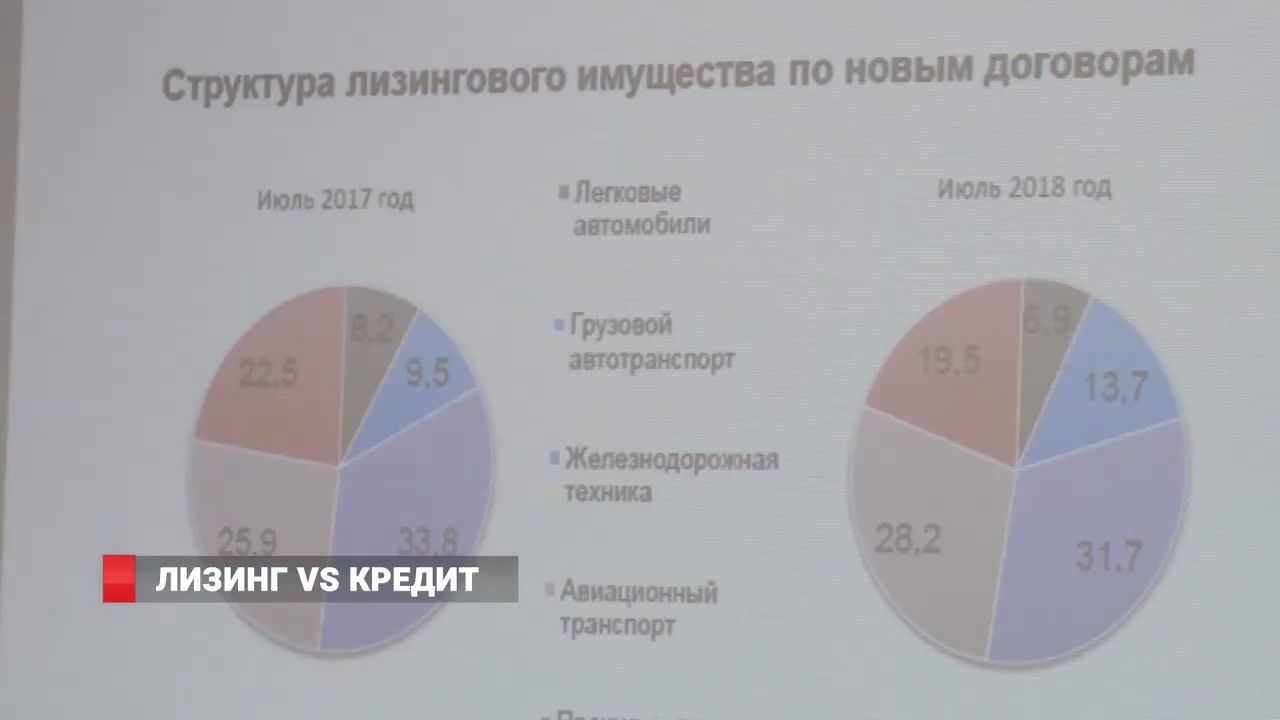 Структура лизингового имущества по новым договорам
Июль 2017 год
Легковые
автомобили
Июль 2018 год
Грузовой
автотранспорт
Железнодорожная
техника
Авиационный
транспорт
8,2
9,5
22,5
25,9
33,8
6,9
13,7
19,5
28,2
31,7
ЛИЗИНГ VS КРЕДИТ